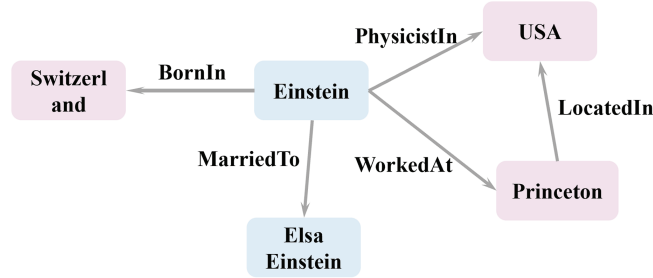 PhysicistIn
USA
Switzerl
and
BornIn
Einstein
LocatedIn
MarriedTo
WorkedAt
Princeton
Elsa
Einstein